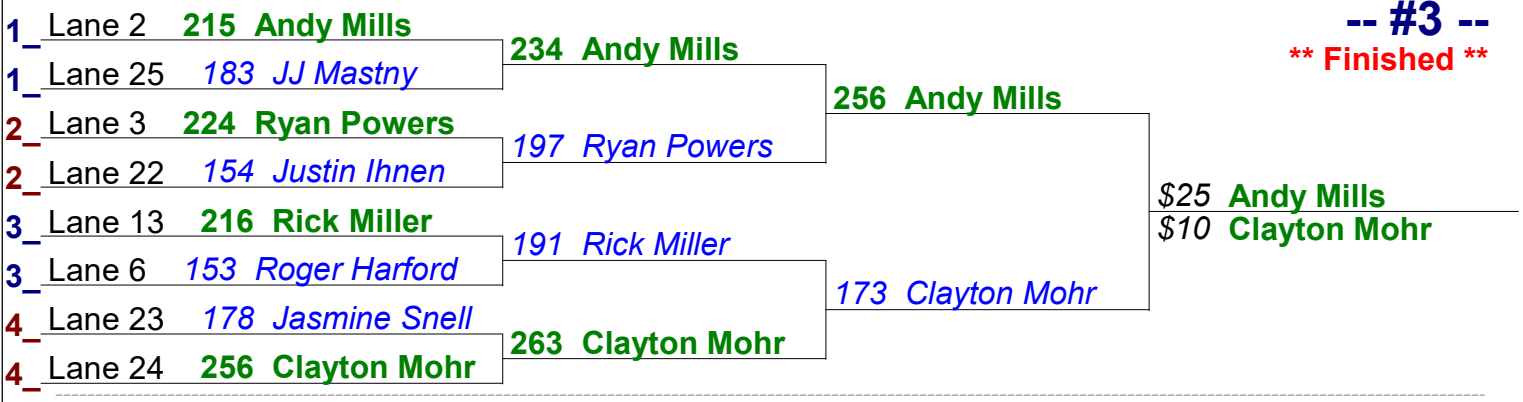 -- #3 --
** Finished **
1_ Lane 2 215 Andy Mills
234 Andy Mills
1_ Lane 25 183 JJ Mastny
256 Andy Mills
2_ Lane 3 224 Ryan Powers
197 Ryan Powers
2_ Lane 22 154 Justin Ihnen
$25 Andy Mills
3_ Lane 13 216 Rick Miller
$10 Clayton Mohr
191 Rick Miller
3_ Lane 6 153 Roger Harford
173 Clayton Mohr
4_ Lane 23 178 Jasmine Snell
263 Clayton Mohr
4_ Lane 24 256 Clayton Mohr